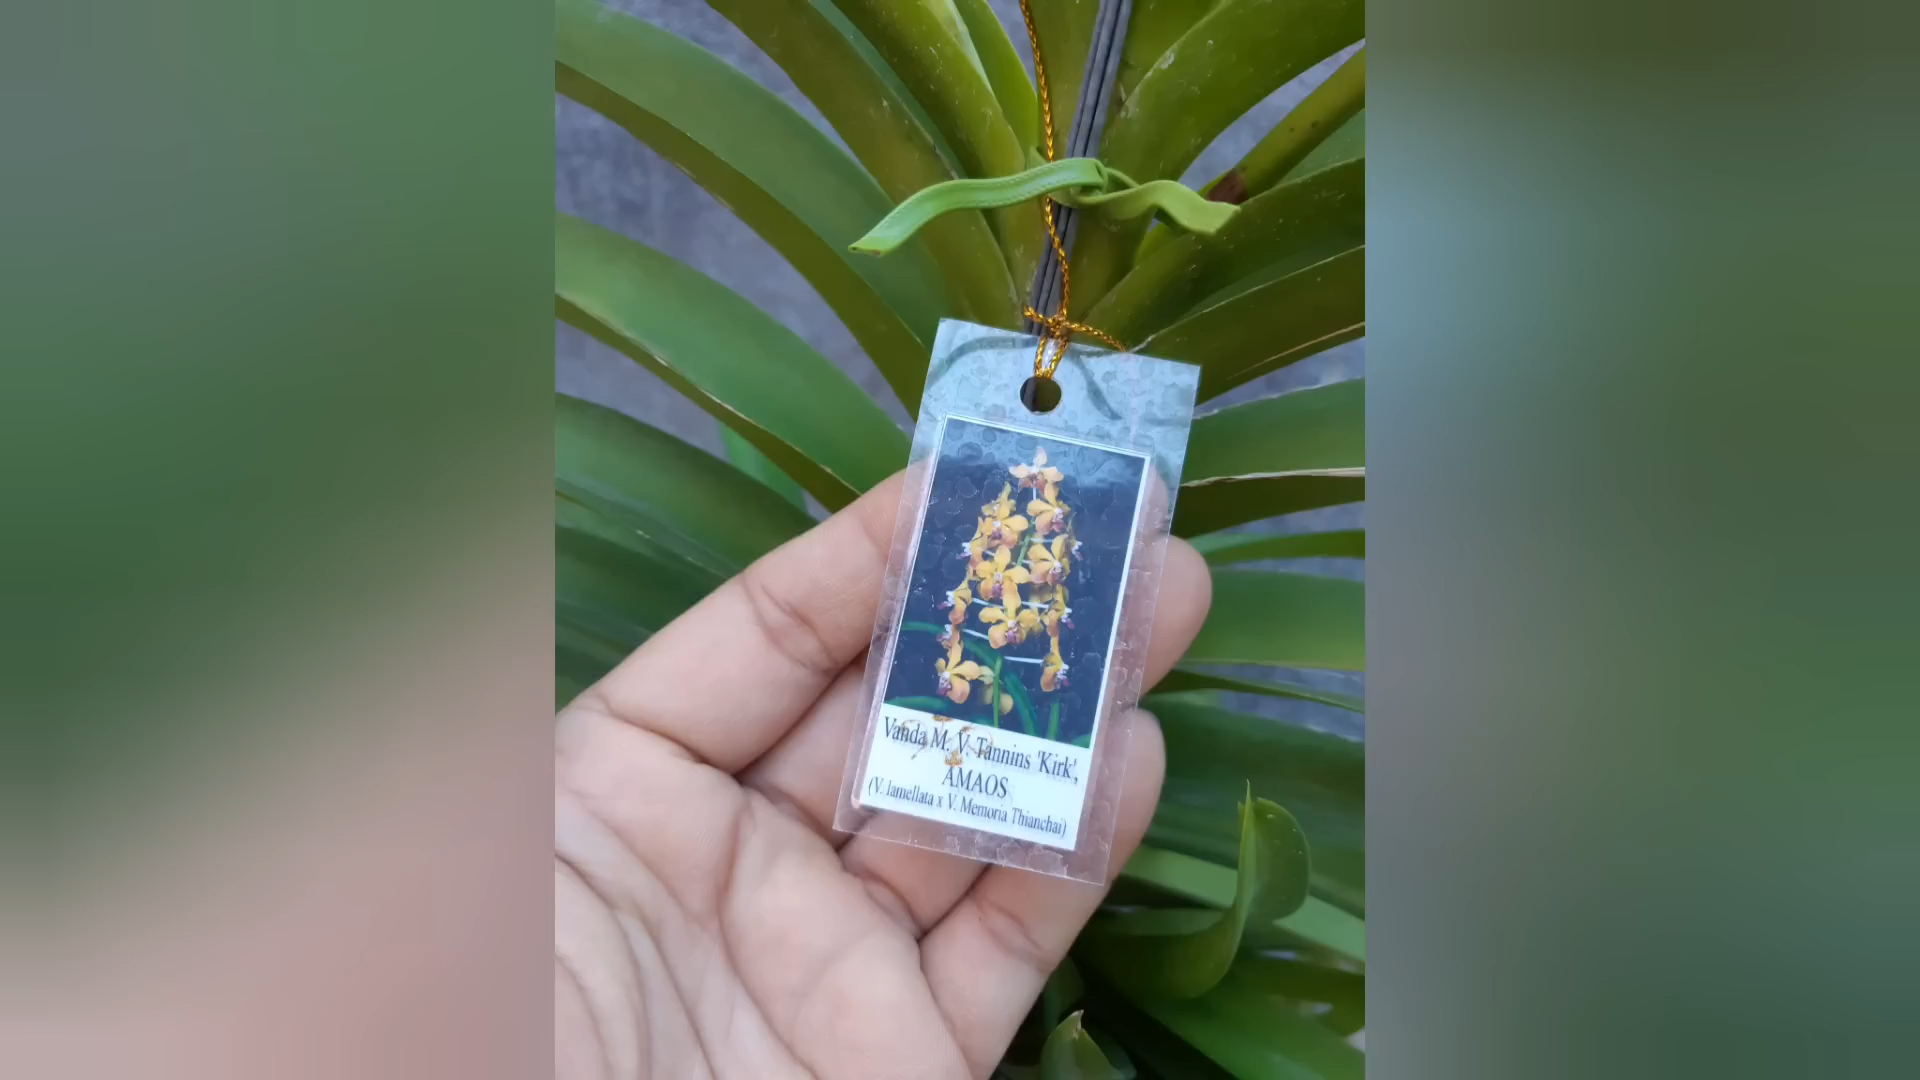 Vanda M. V. Tannins 'Kirk',
AMAOS
(V. lamellata x V. Memoria Thianchai)